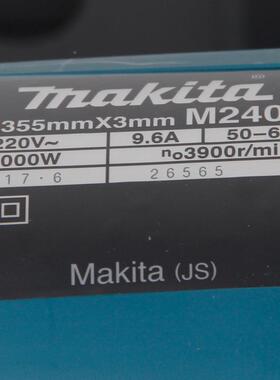 makita
355mmX3mm M240
220V~ 9.6A 50-6
000W n₀3900r/mi
17·6 26565
Makita (JS)